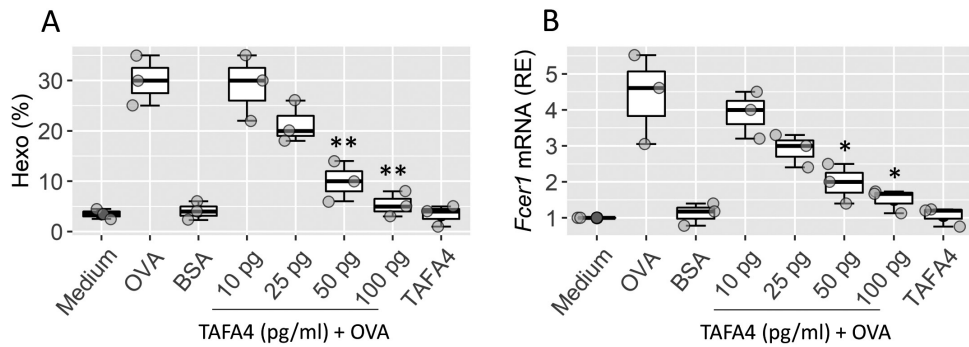 A
Hexo (%)
30
20
10
0
** **
Medium OVA BSA 10 pg 25 pg 50 pg 100 pg TAFA4
TAFA4 (pg/ml) + OVA
B
Fcer1 mRNA (RE)
5
4
3
2
1
* *
Medium OVA BSA 10 pg 25 pg 50 pg 100 pg TAFA4
TAFA4 (pg/ml) + OVA